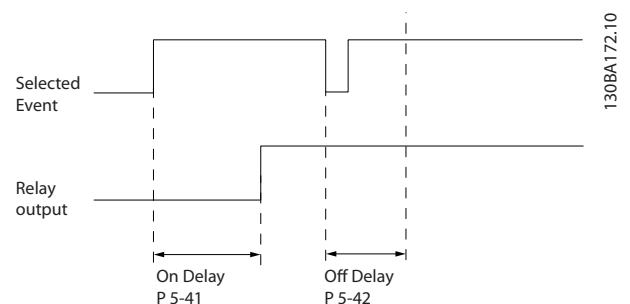 130BA172.10
Selected
Event
Relay
output
On Delay
P 5-41
Off Delay
P 5-42